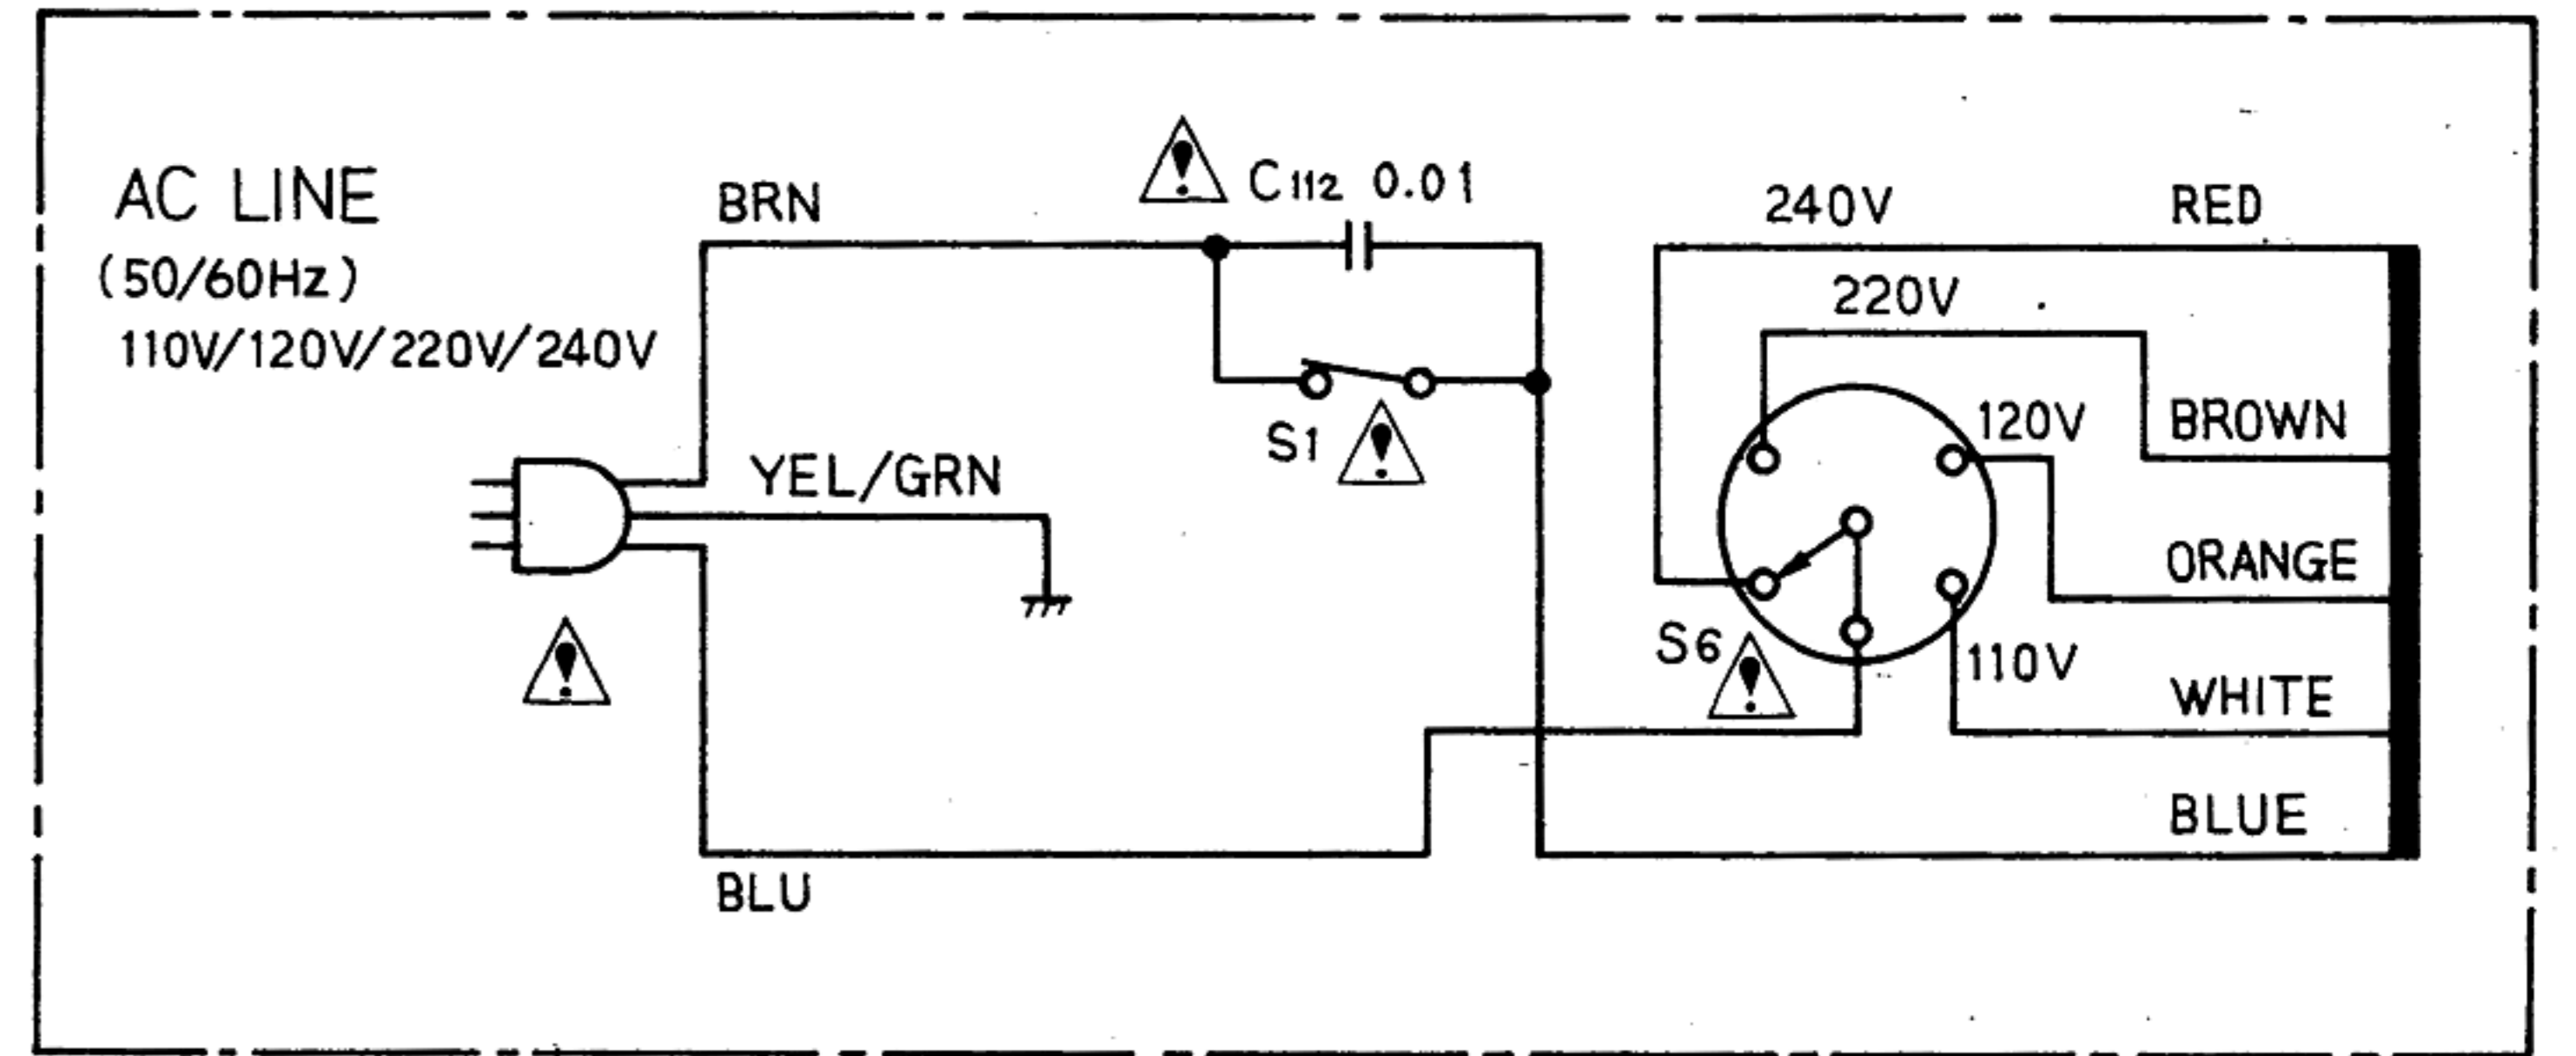 AC LINE
(50/60Hz)
110V/120V/220V/240V
BRN
YEL/GRN
BLU
C112 0.01
S1
240V
RED
220V
120V
BROWN
ORANGE
S6
110V
WHITE
BLUE